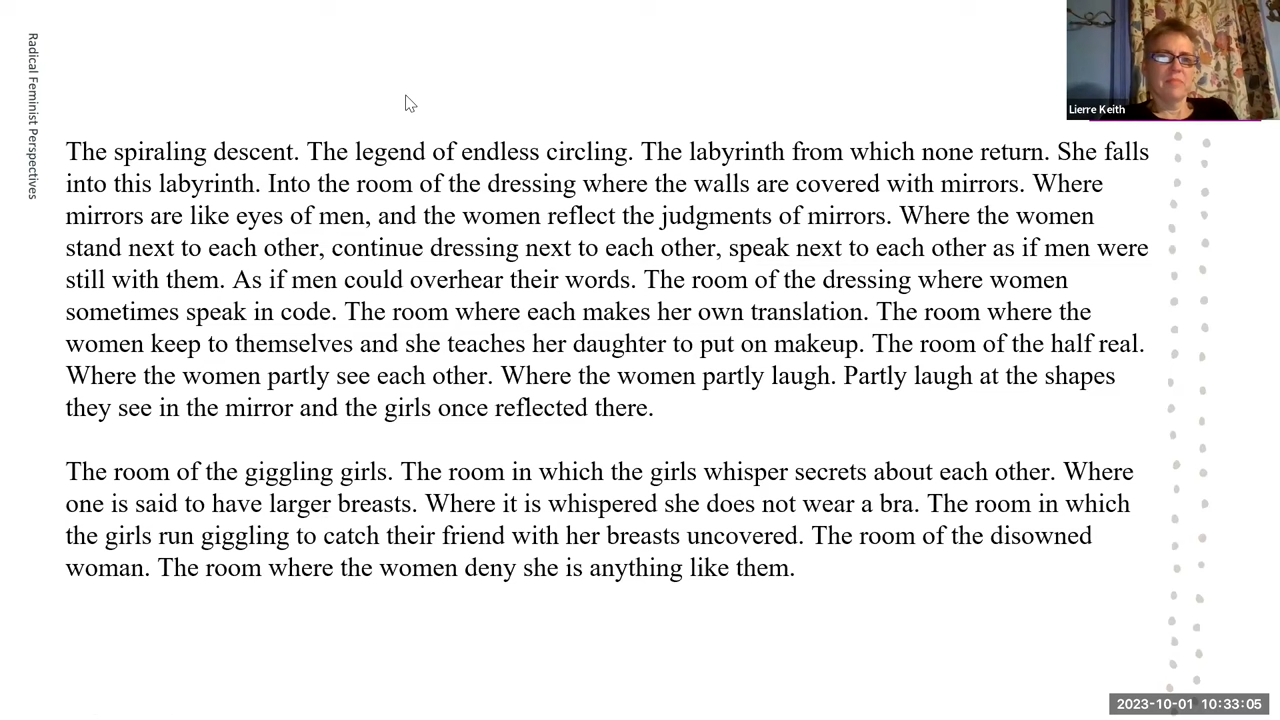 Radical Feminist Perspectives
Lierre Keith
The spiraling descent. The legend of endless circling. The labyrinth from which none return. She falls
into this labyrinth. Into the room of the dressing where the walls are covered with mirrors. Where
mirrors are like eyes of men, and the women reflect the judgments of mirrors. Where the women
stand next to each other, continue dressing next to each other, speak next to each other as if men were
still with them. As if men could overhear their words. The room of the dressing where women
sometimes speak in code. The room where each makes her own translation. The room where the
women keep to themselves and she teaches her daughter to put on makeup. The room of the half real.
Where the women partly see each other. Where the women partly laugh. Partly laugh at the shapes
they see in the mirror and the girls once reflected there.
The room of the giggling girls. The room in which the girls whisper secrets about each other. Where
one is said to have larger breasts. Where it is whispered she does not wear a bra. The room in which
the girls run giggling to catch their friend with her breasts uncovered. The room of the disowned
woman. The room where the women deny she is anything like them.
2023-10-01 10:33:05